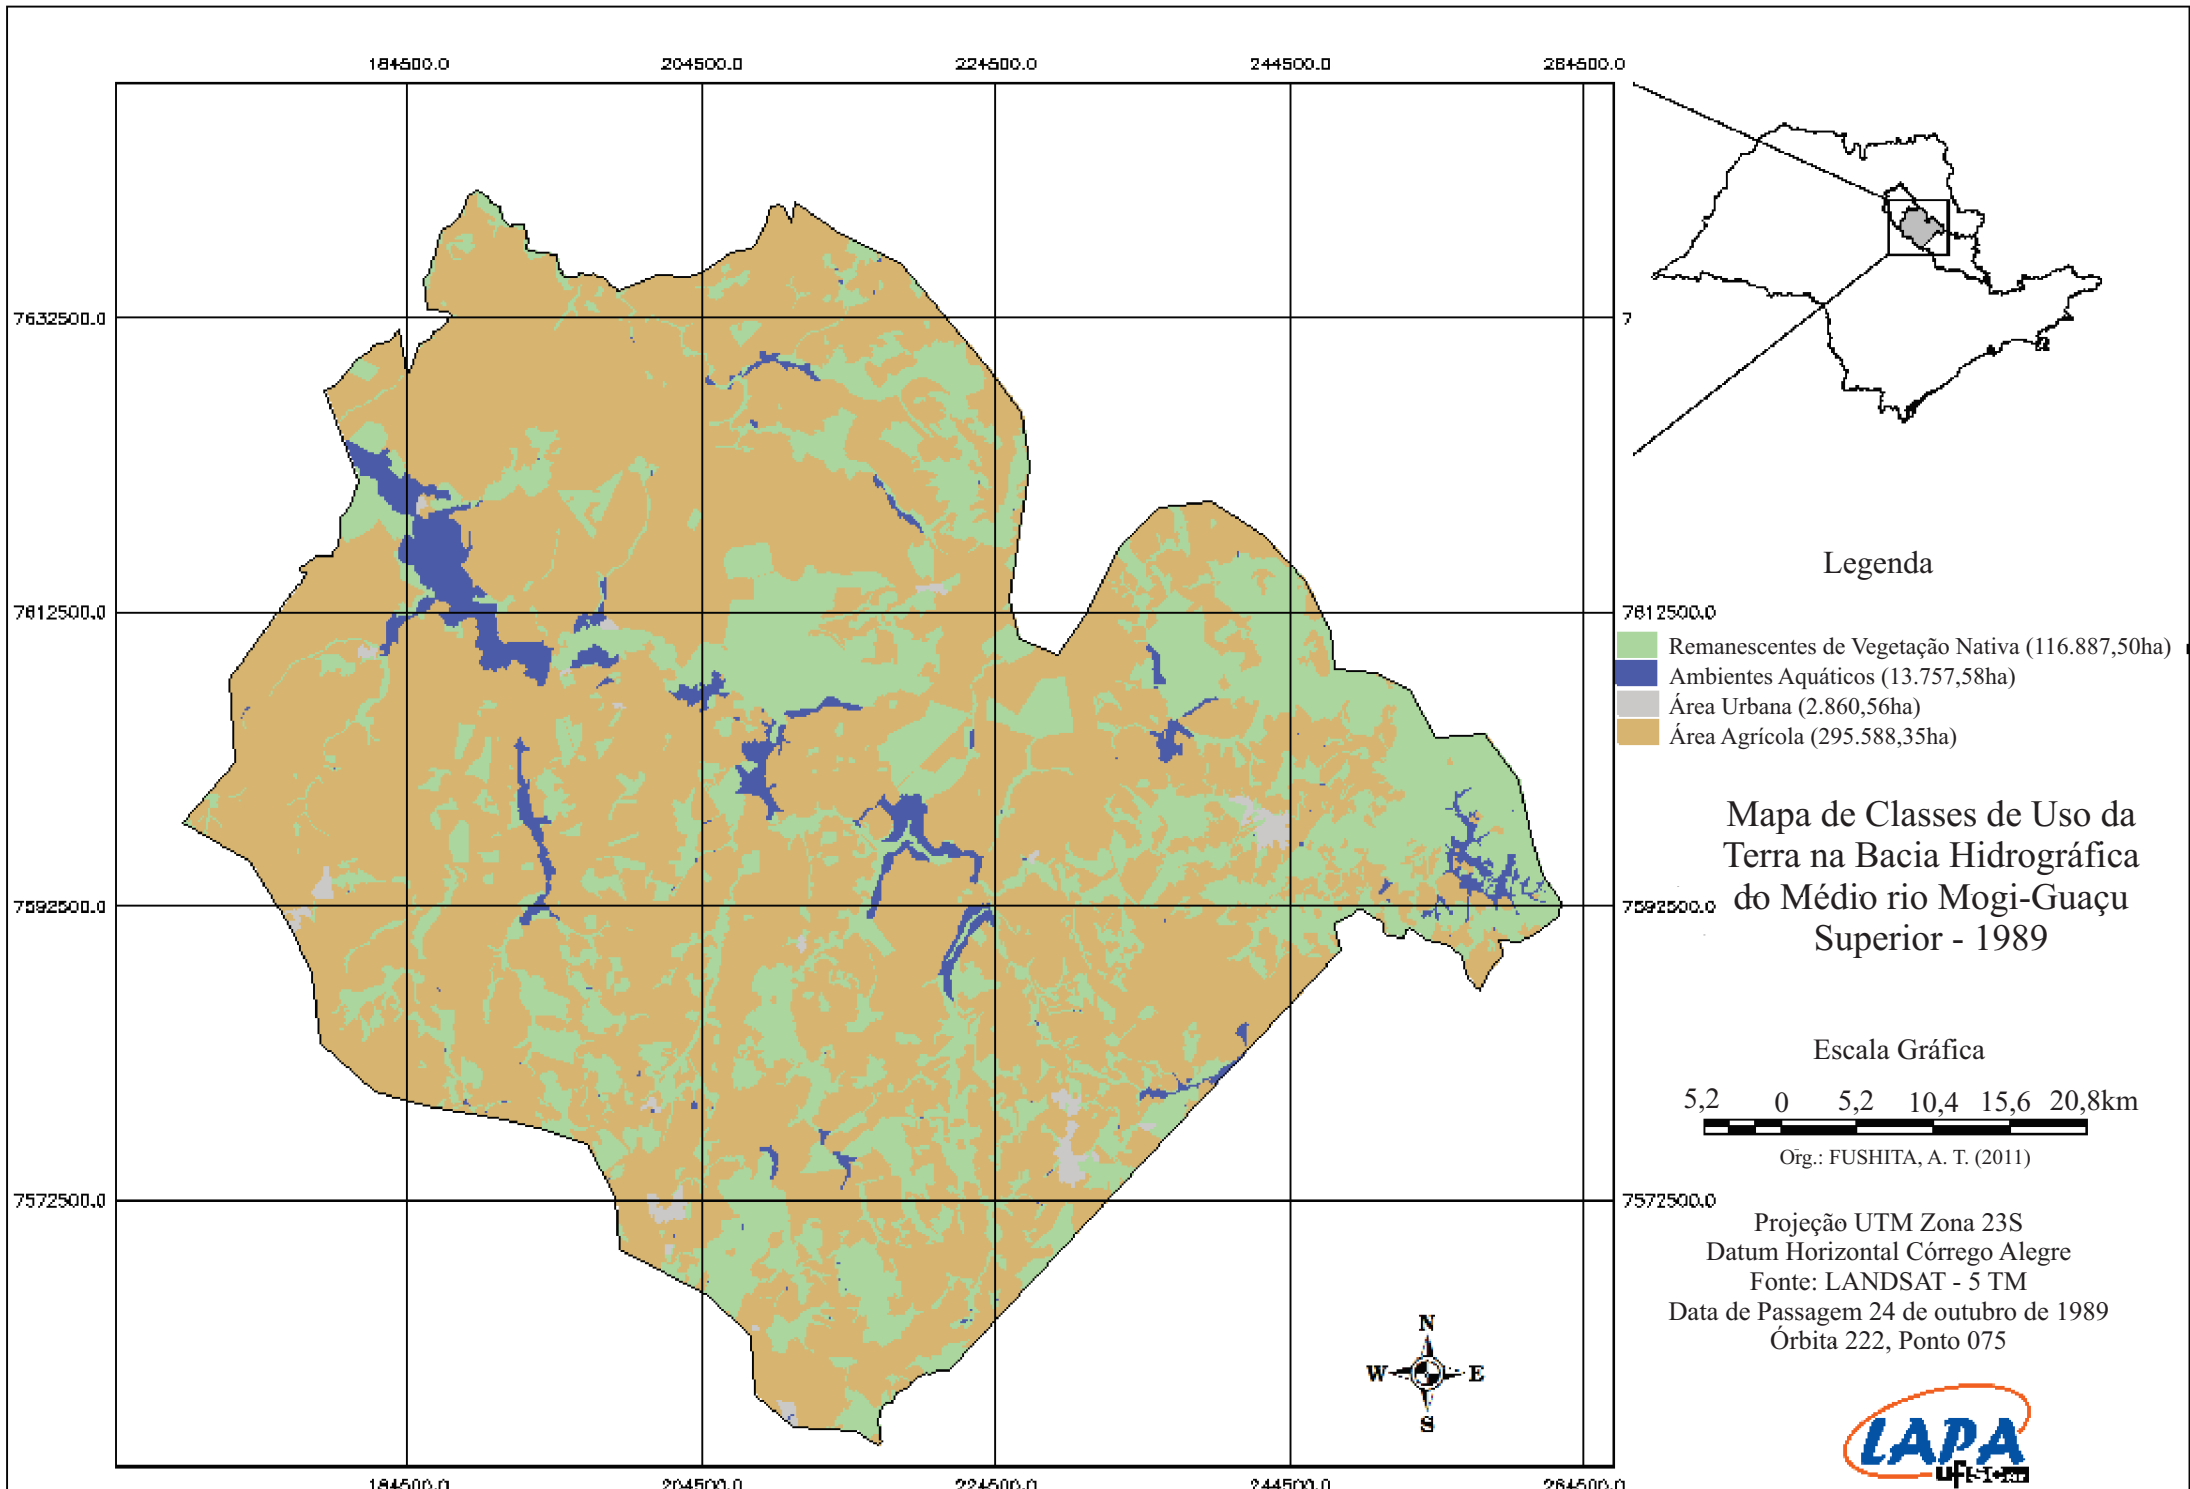 184500.0 204500.0 224500.0 244500.0 264500.0
7632500.0
7
7612500.0 7612500.0
7592500.0 7592500.0
7572500.0 7572500.0
184500.0 204500.0 224500.0 244500.0 264500.0
N
W E
S
Legenda
Remanescentes de Vegetação Nativa (116.887,50ha)
Ambientes Aquáticos (13.757,58ha)
Área Urbana (2.860,56ha)
Área Agrícola (295.588,35ha)
Mapa de Classes de Uso da
Terra na Bacia Hidrográfica
do Médio rio Mogi-Guaçu
Superior - 1989
Escala Gráfica
5,2 0 5,2 10,4 15,6 20,8km
Org.: FUSHITA, A. T. (2011)
Projeção UTM Zona 23S
Datum Horizontal Córrego Alegre
Fonte: LANDSAT - 5 TM
Data de Passagem 24 de outubro de 1989
Órbita 222, Ponto 075
LAPA